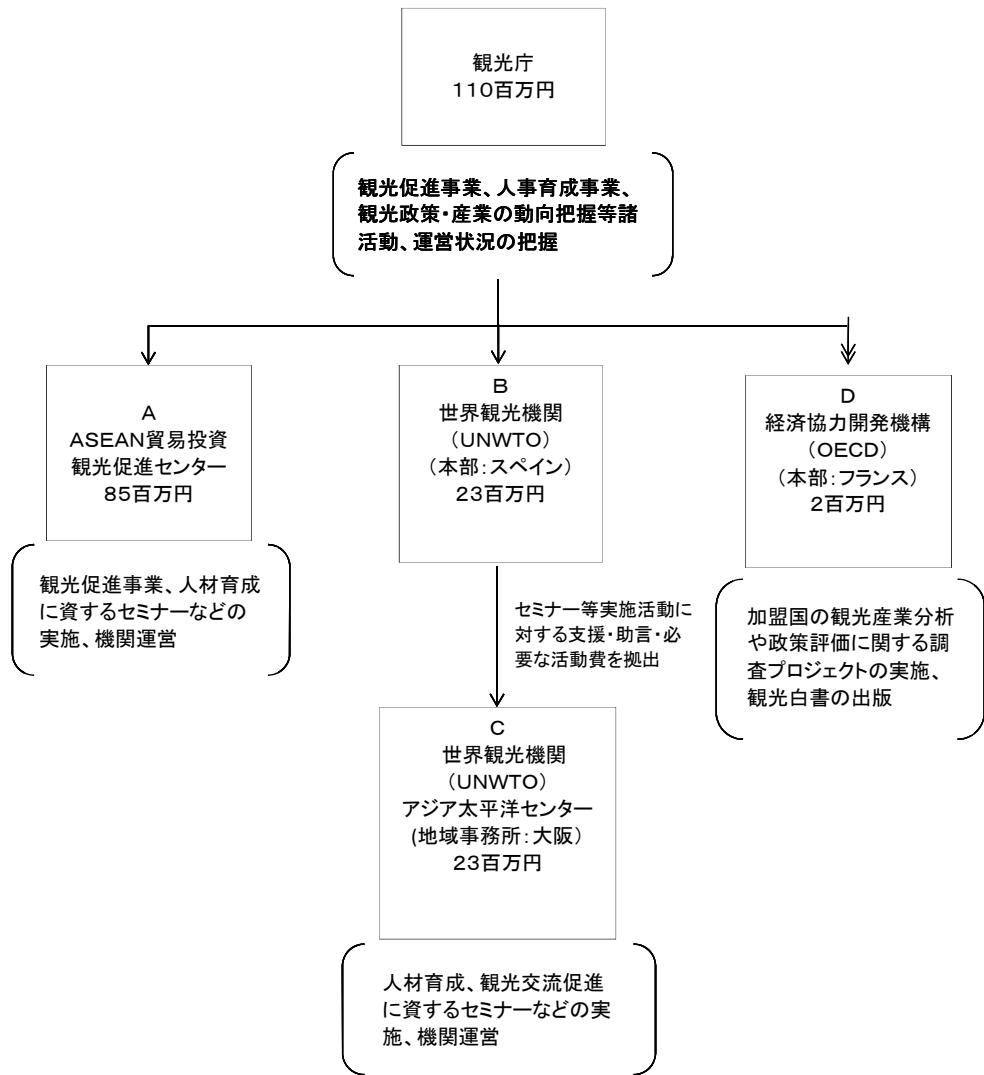 観光庁
110百万円
観光促進事業、人事育成事業、
観光政策・産業の動向把握等諸
活動、運営状況の把握
A
ASEAN貿易投資
観光促進センター
85百万円
観光促進事業、人材育成
に資するセミナーなどの
実施、機関運営
B
世界観光機関
(UNWTO)
(本部:スペイン)
23百万円
セミナー等実施活動に
対する支援・助言・必
要な活動費を拠出
C
世界観光機関
(UNWTO)
アジア太平洋センター
(地域事務所:大阪)
23百万円
人材育成、観光交流促進
に資するセミナーなどの実
施、機関運営
D
経済協力開発機構
(OECD)
(本部:フランス)
2百万円
加盟国の観光産業分析
や政策評価に関する調
査プロジェクトの実施、
観光白書の出版